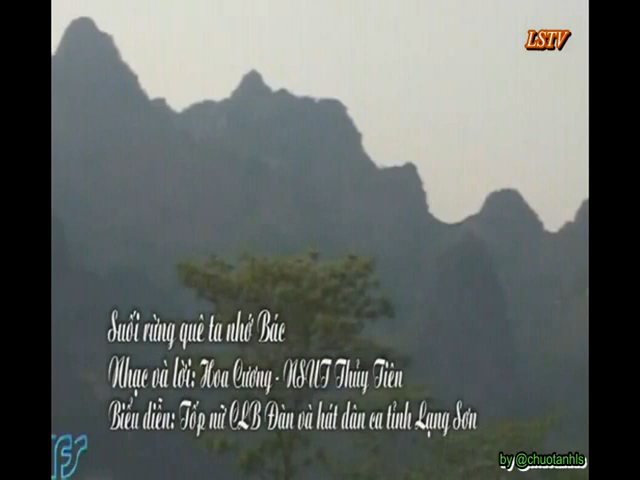 LSTV
Suối rừng quê ta nhớ Bác
Nhạc và lời: Hoa Cương - NSUT Thủy Tiên
Biểu diễn: Tốp nữ CLB Đàn và hát dân ca tỉnh Lạng Sơn
by @chuotanhls